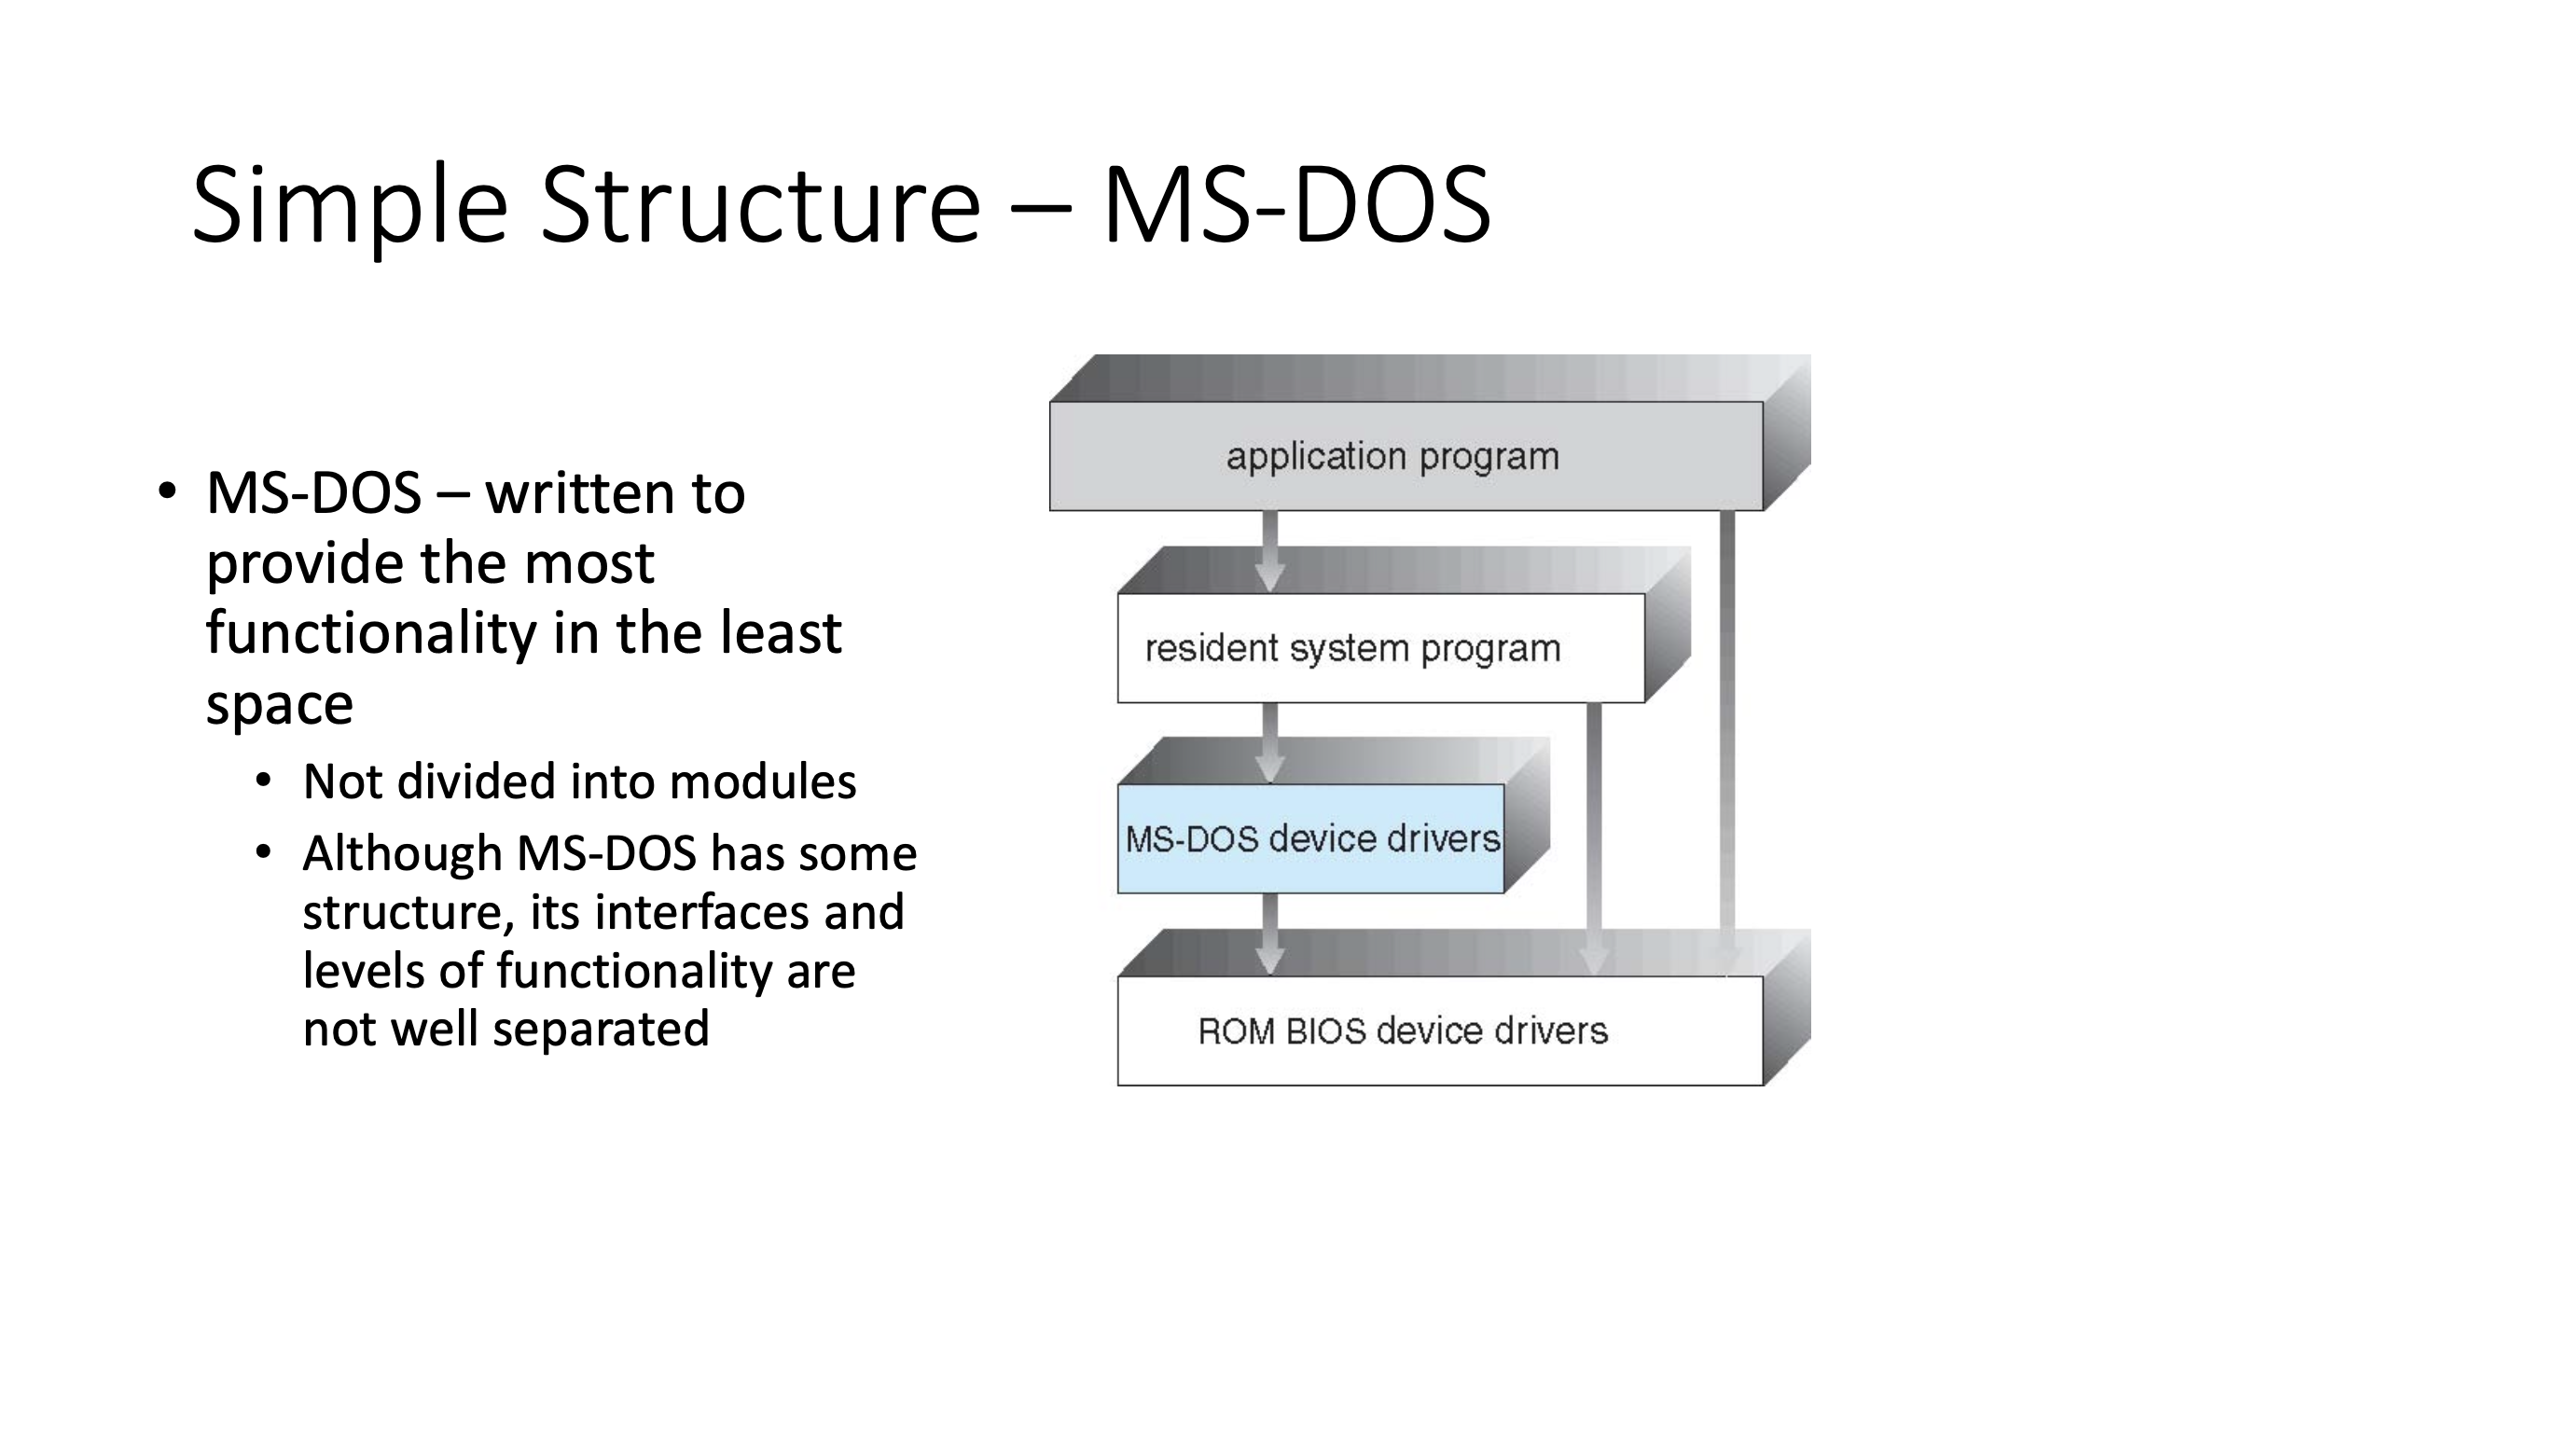 Simple Structure – MS-DOS
• MS-DOS – written to
provide the most
functionality in the least
space
• Not divided into modules
• Although MS-DOS has some
structure, its interfaces and
levels of functionality are
not well separated
application program
resident system program
MS-DOS device drivers
ROM BIOS device drivers